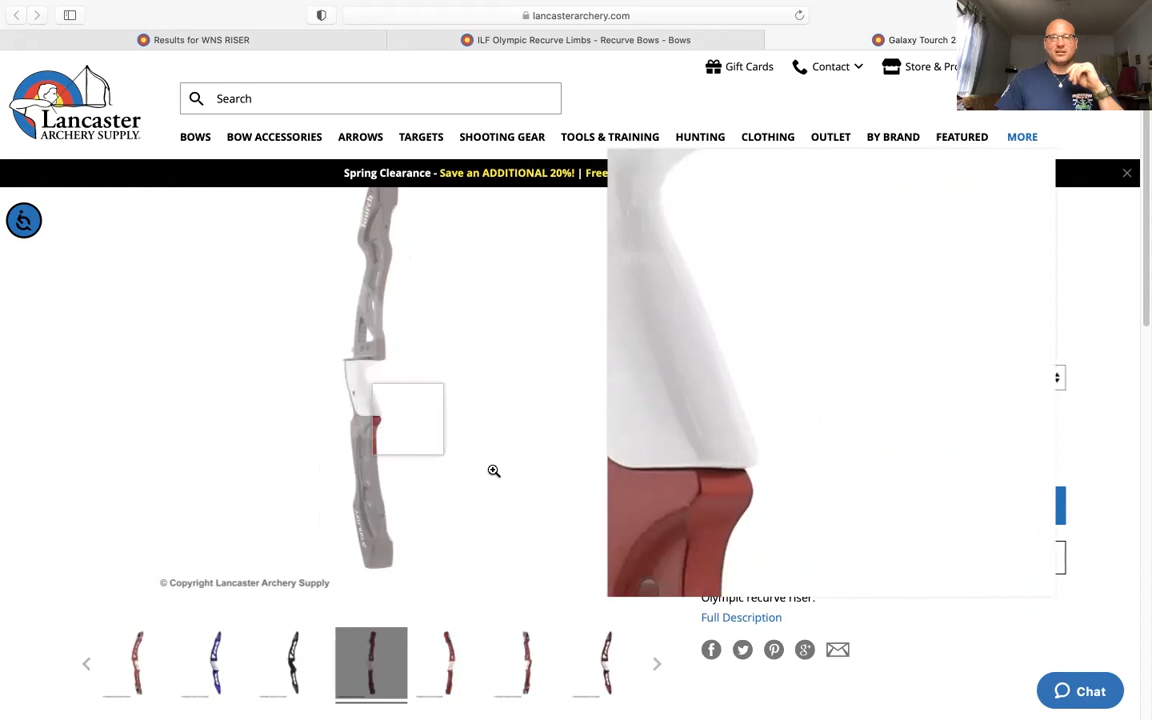 lancasterarchery.com
Results for WNS RISER
ILF Olympic Recurve Limbs - Recurve Bows - Bows
Galaxy Tourch 2
Gift Cards
Contact
Store & Pro
Lancaster
ARCHERY SUPPLY
Search
BOWS BOW ACCESSORIES ARROWS TARGETS SHOOTING GEAR TOOLS & TRAINING HUNTING CLOTHING OUTLET BY BRAND FEATURED MORE
Spring Clearance - Save an ADDITIONAL 20%! | Free
Tourch
© Copyright Lancaster Archery Supply
Olympic recurve riser.
Full Description
Chat